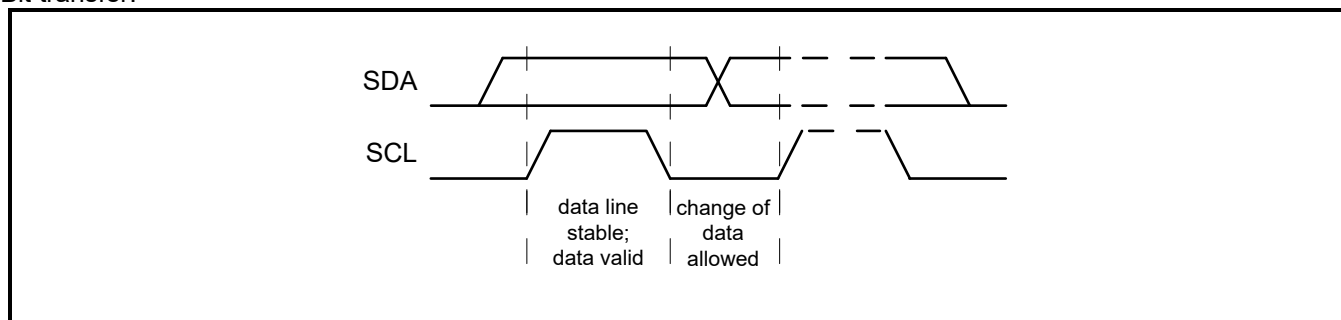 Bit transfer:
SDA
SCL
data line
stable;
data valid
change of
data
allowed